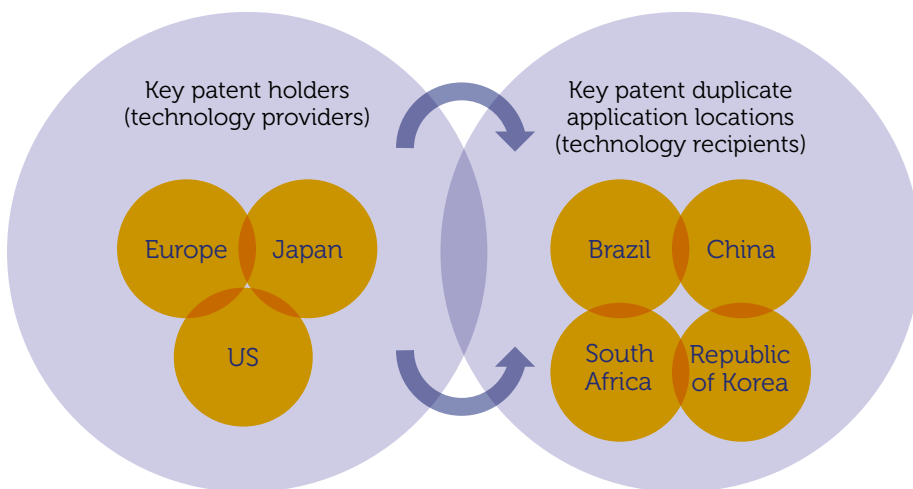 Key patent holders
(technology providers)
Key patent duplicate
application locations
(technology recipients)
Europe
Japan
US
Brazil
China
South
Africa
Republic
of Korea